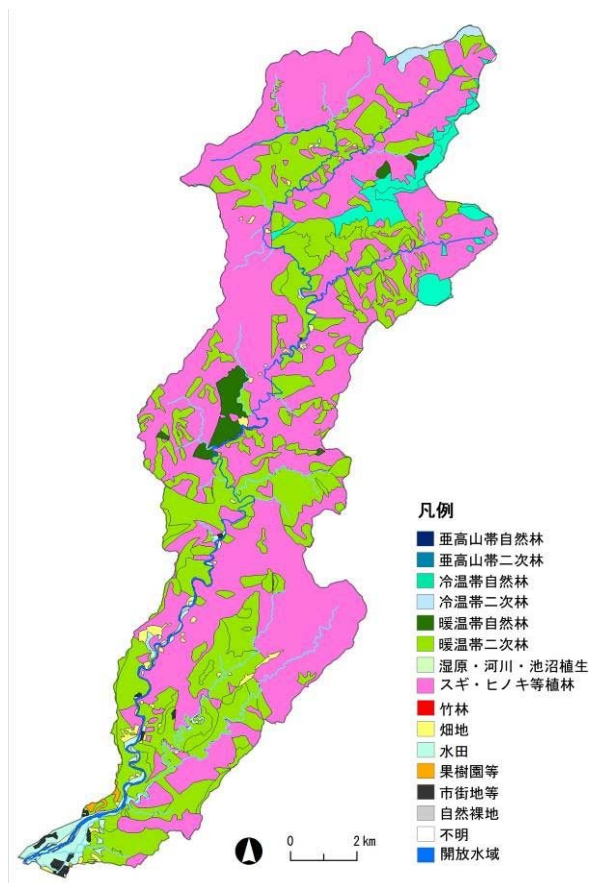 凡例
亜高山帯自然林
亜高山帯二次林
冷温帯自然林
冷温帯二次林
暖温帯自然林
暖温帯二次林
湿原・河川・池沼植生
スギ・ヒノキ等植林
竹林
畑地
水田
果樹園等
市街地等
自然裸地
不明
開放水域
0 2 km